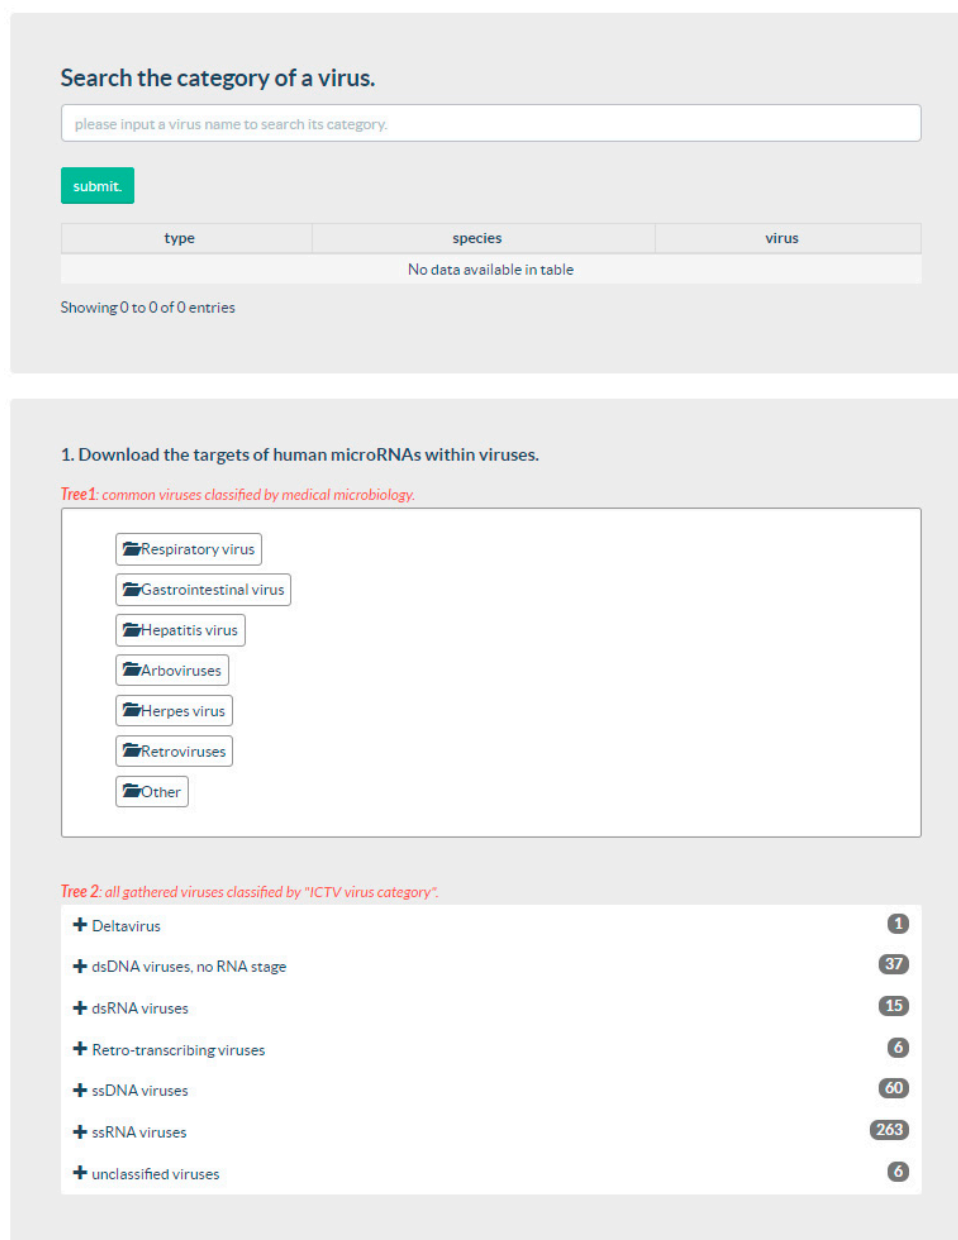 Search the category of a virus.
please input a virus name to search its category.
submit.
type species virus
No data available in table
Showing 0 to 0 of 0 entries
1. Download the targets of human microRNAs within viruses.
Tree1: common viruses classified by medical microbiology.
Respiratory virus
Gastrointestinal virus
Hepatitis virus
Arboviruses
Herpes virus
Retroviruses
Other
Tree 2: all gathered viruses classified by "ICTV virus category".
Deltavirus 1
dsDNA viruses, no RNA stage 37
dsRNA viruses 15
Retro-transcribing viruses 6
ssDNA viruses 60
ssRNA viruses 263
unclassified viruses 6